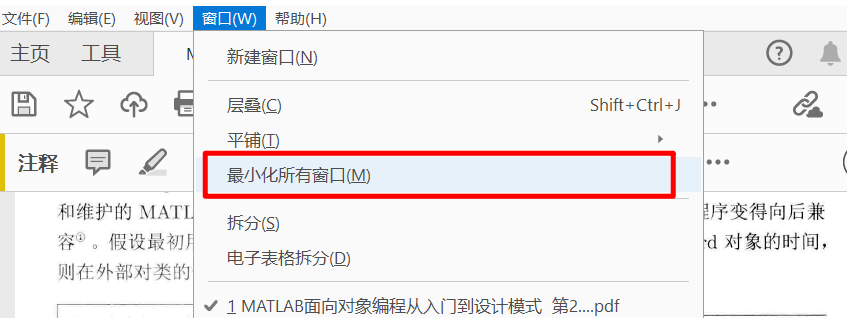 文件(F) 编辑(E) 视图(V) 窗口(W) 帮助(H)
主页 工具 M
新建窗口(N)
层叠(C) Shift+Ctrl+J
平铺(T)
注释 最小化所有窗口(M)
和维护的 MATL 程序变得向后兼
拆分(S)
容①。假设最初用 rd 对象的时间,
电子表格拆分(D)
则在外部对类的
1 MATLAB面向对象编程从入门到设计模式 第2....pdf